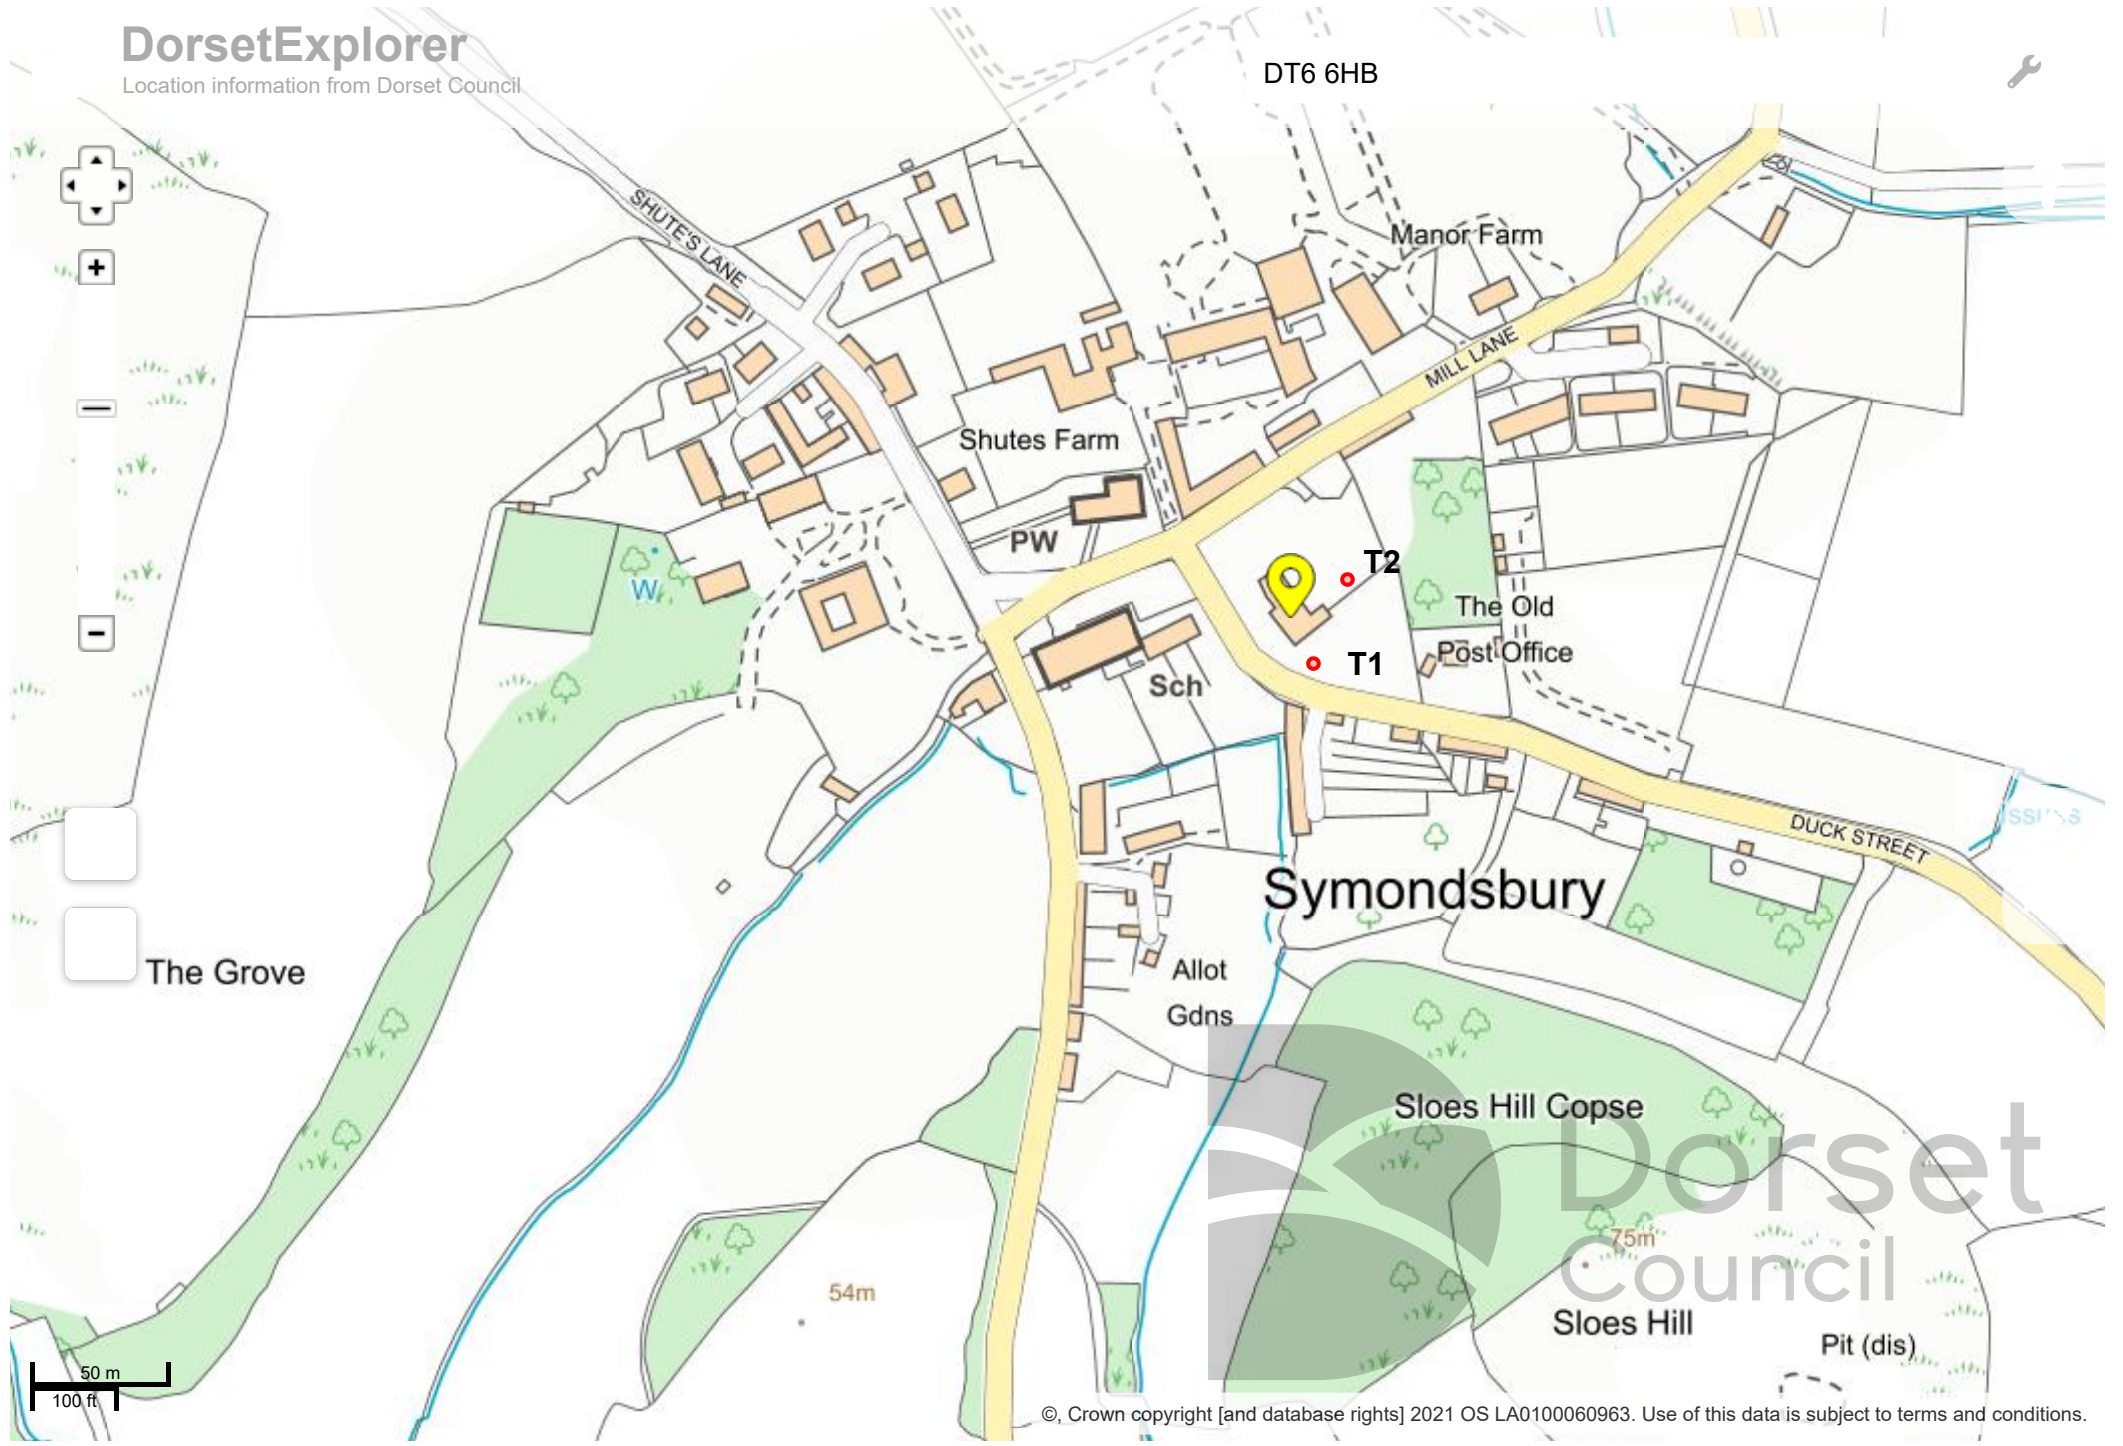 DorsetExplorer
Location information from Dorset Council
DT6 6HB
SHUTE'S LANE
Manor Farm
MILL LANE
Shutes Farm
PW
T2
W
The Old
Post Office
T1
Sch
DUCK STREET
Issues
Symondsbury
The Grove
Allot
Gdns
Sloes Hill Copse
Dorset
Council
75m
54m
Sloes Hill
Pit (dis)
50 m
100 ft
©, Crown copyright [and database rights] 2021 OS LA0100060963. Use of this data is subject to terms and conditions.